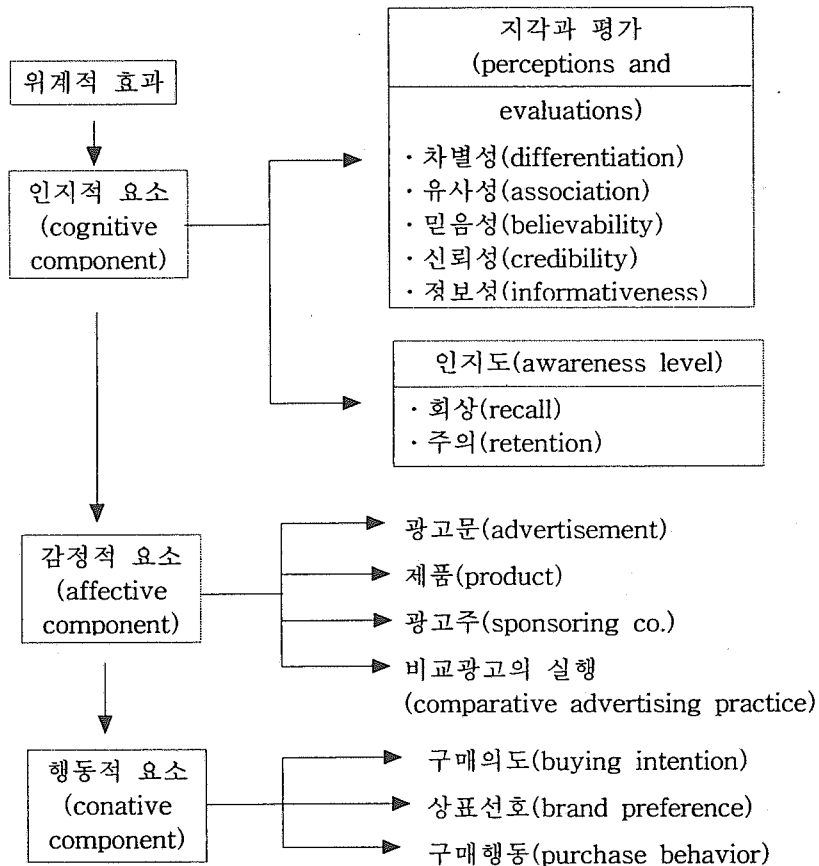 위계적 효과
인지적 요소
(cognitive
component)
지각과 평가
(perceptions and
evaluations)
· 차별성(differentiation)
· 유사성(association)
· 믿음성(believability)
· 신뢰성(credibility)
· 정보성(informativeness)
인지도(awareness level)
· 회상(recall)
· 주의(retention)
감정적 요소
(affective
component)
광고문(advertisement)
제품(product)
광고주(sponsoring co.)
비교광고의 실행
(comparative advertising practice)
행동적 요소
(conative
component)
구매의도(buying intention)
상표선호(brand preference)
구매행동(purchase behavior)